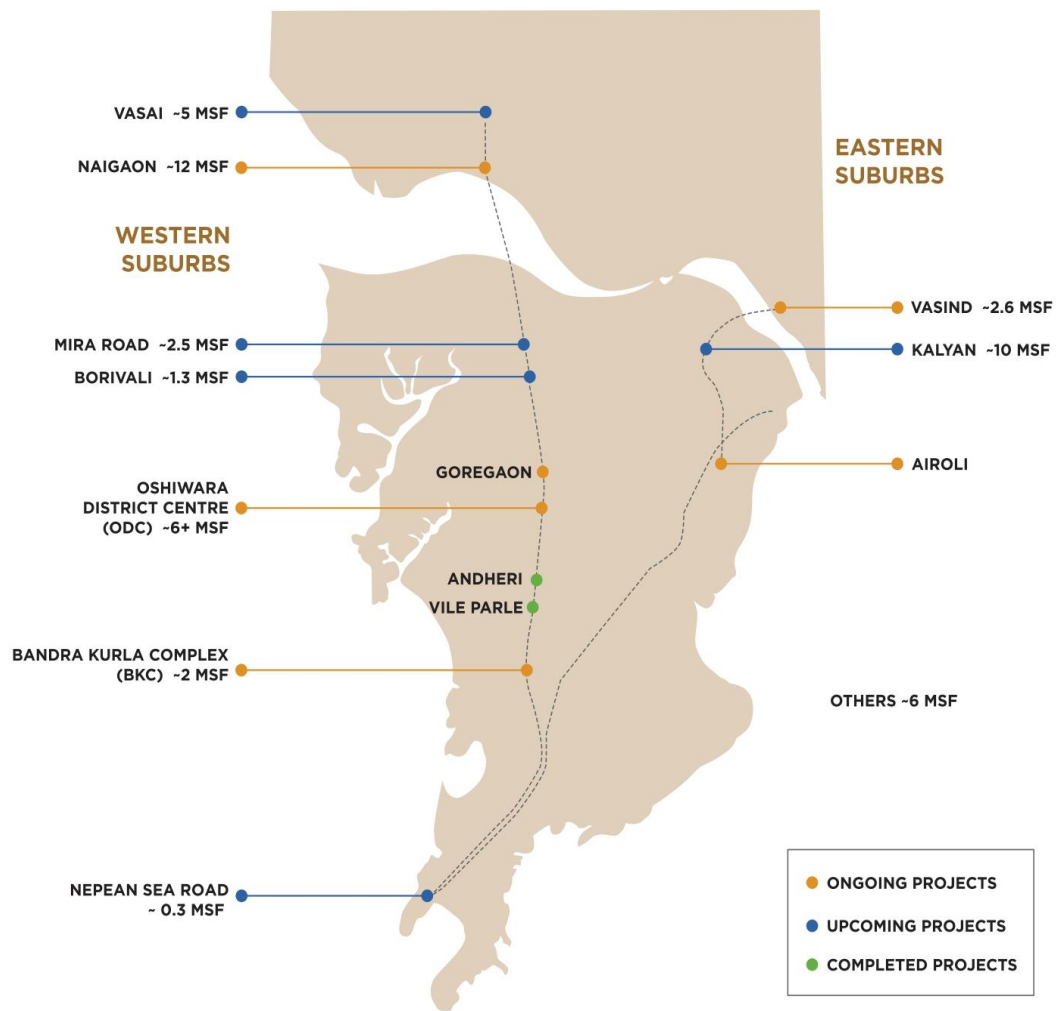 VASAI ~5 MSF
NAIGAON ~12 MSF
EASTERN
SUBURBS
WESTERN
SUBURBS
VASIND ~2.6 MSF
MIRA ROAD ~2.5 MSF
KALYAN ~10 MSF
BORIVALI ~1.3 MSF
GOREGAON
AIROLI
OSHIWARA
DISTRICT CENTRE
(ODC) ~6+ MSF
ANDHERI
VILE PARLE
BANDRA KURLA COMPLEX
(BKC) ~2 MSF
OTHERS ~6 MSF
NEPEAN SEA ROAD
~ 0.3 MSF
ONGOING PROJECTS
UPCOMING PROJECTS
COMPLETED PROJECTS